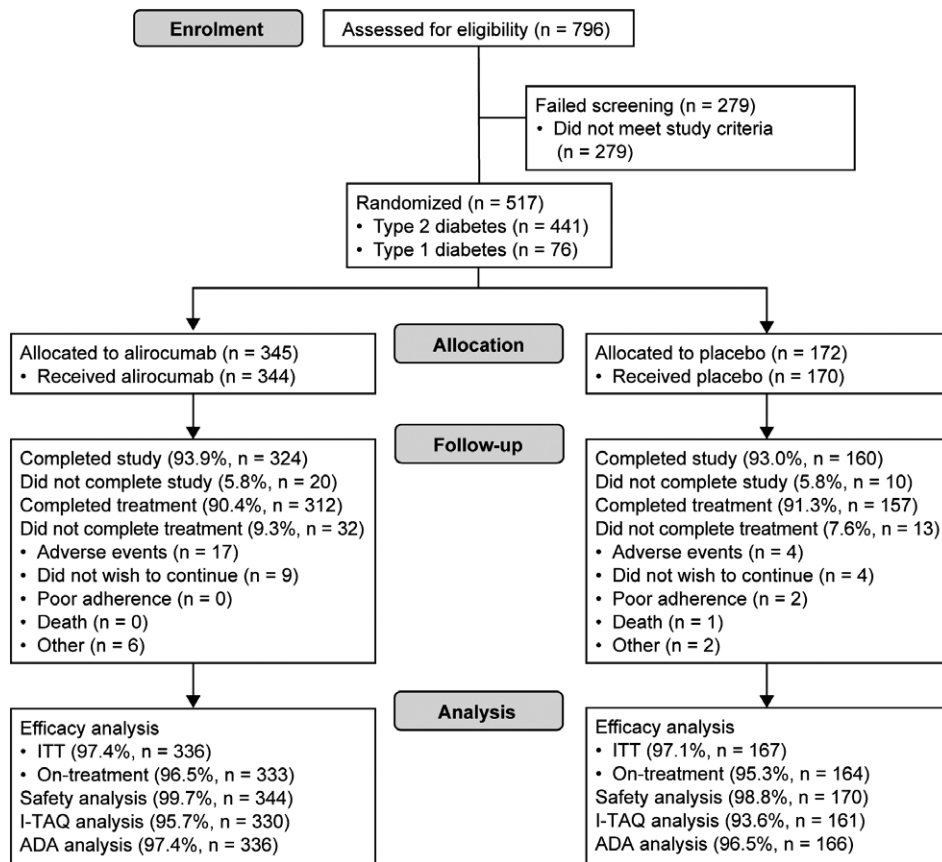 Enrolment
Assessed for eligibility (n = 796)
Failed screening (n = 279)
• Did not meet study criteria
(n = 279)
Randomized (n = 517)
• Type 2 diabetes (n = 441)
• Type 1 diabetes (n = 76)
Allocation
Allocated to alirocumab (n = 345)
• Received alirocumab (n = 344)
Allocated to placebo (n = 172)
• Received placebo (n = 170)
Follow-up
Completed study (93.9%, n = 324)
Did not complete study (5.8%, n = 20)
Completed treatment (90.4%, n = 312)
Did not complete treatment (9.3%, n = 32)
• Adverse events (n = 17)
• Did not wish to continue (n = 9)
• Poor adherence (n = 0)
• Death (n = 0)
• Other (n = 6)
Completed study (93.0%, n = 160)
Did not complete study (5.8%, n = 10)
Completed treatment (91.3%, n = 157)
Did not complete treatment (7.6%, n = 13)
• Adverse events (n = 4)
• Did not wish to continue (n = 4)
• Poor adherence (n = 2)
• Death (n = 1)
• Other (n = 2)
Analysis
Efficacy analysis
• ITT (97.4%, n = 336)
• On-treatment (96.5%, n = 333)
Safety analysis (99.7%, n = 344)
I-TAQ analysis (95.7%, n = 330)
ADA analysis (97.4%, n = 336)
Efficacy analysis
• ITT (97.1%, n = 167)
• On-treatment (95.3%, n = 164)
Safety analysis (98.8%, n = 170)
I-TAQ analysis (93.6%, n = 161)
ADA analysis (96.5%, n = 166)